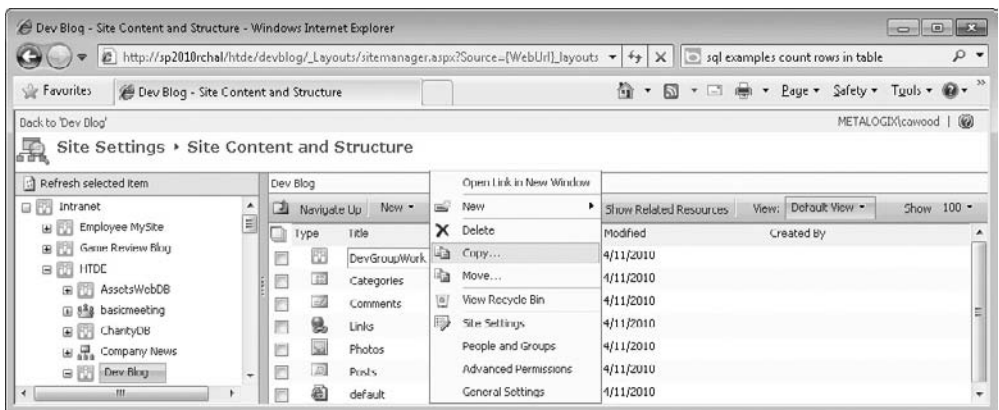 Dev Blog - Site Content and Structure - Windows Internet Explorer
http://sp2010rchal/htde/devblog/_Layouts/sitemanager.aspx?Source={WebUrl}_layouts
sql examples count rows in table
Favorites
Dev Blog - Site Content and Structure
Page
Safety
Tools
Back to 'Dev Blog'
METALOGIX\cawood
Site Settings › Site Content and Structure
Refresh selected item
Intranet
Employee MySite
Game Review Blog
HTDE
AssetsWebDB
basicmeeting
CharityDB
Company News
Dev Blog
Dev Blog
Navigate Up
New
Show Related Resources
View: Default View
Show 100
Type
Title
Modified
Created By
DevGroupWork
4/11/2010
Categories
4/11/2010
Comments
4/11/2010
Links
4/11/2010
Photos
4/11/2010
Posts
4/11/2010
default
4/11/2010
Open Link in New Window
New
Delete
Copy...
Move...
View Recycle Bin
Site Settings
People and Groups
Advanced Permissions
General Settings